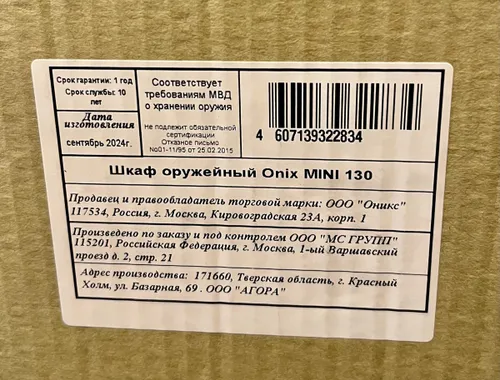 Срок гарантии: 1 год
Срок службы: 10
лет
Дата
изготовления
сентябрь 2024г.
Соответствует
требованиям МВД
о хранении оружия
не подлежит обязательной
сертификации
Отказное письмо
№01-11/95 от 25.02.2015
4 607139322834
Шкаф оружейный Onix MINI 130
Продавец и правообладатель торговой марки: ООО "Оникс"
117534, Россия, г. Москва, Кировоградская 23А, корп. 1
Произведено по заказу и под контролем ООО "МС ГРУПП"
115201, Российская Федерация, г. Москва, 1-ый Варшавский
проезд д. 2, стр. 21
Адрес производства: 171660, Тверская область, г. Красный
Холм, ул. Базарная, 69 . ООО "АГОРА"